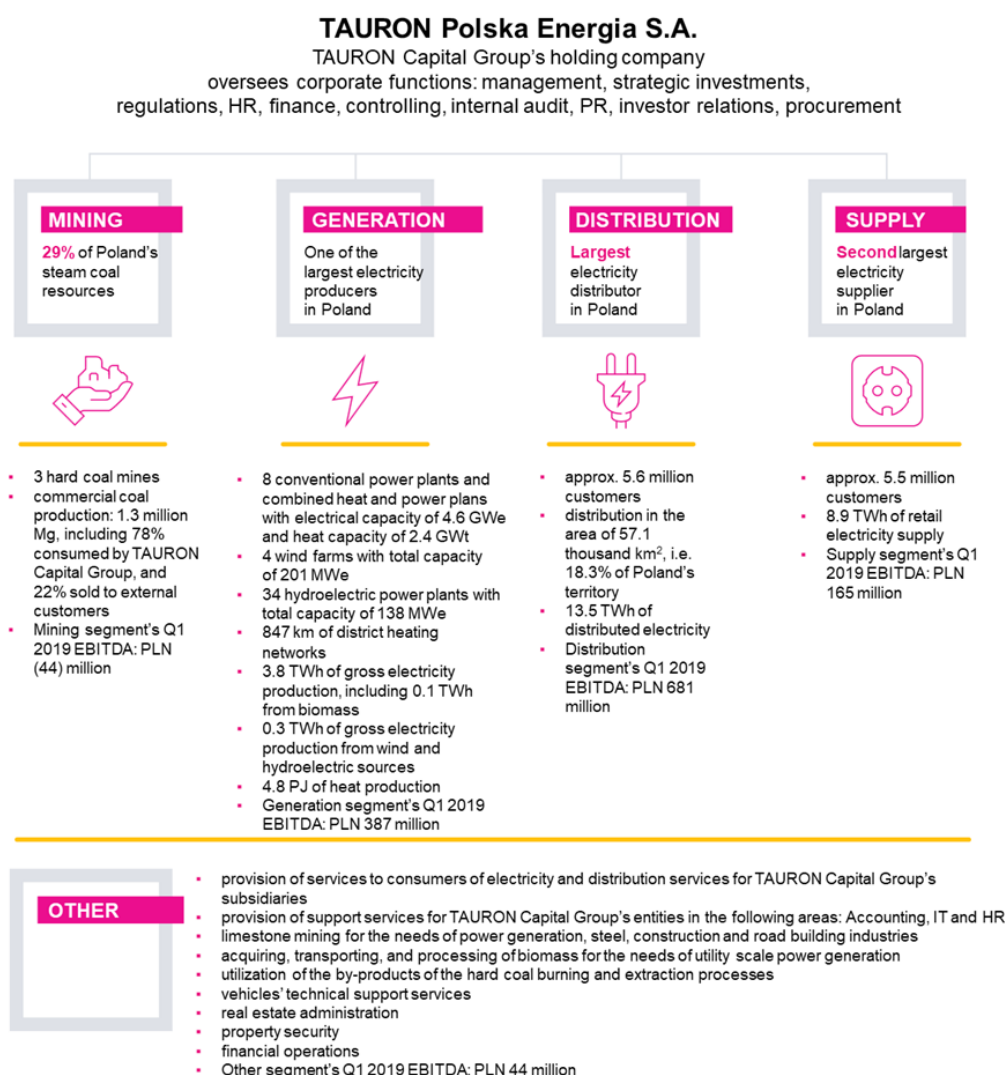 TAURON Polska Energia S.A.
TAURON Capital Group's holding company
oversees corporate functions: management, strategic investments,
regulations, HR, finance, controlling, internal audit, PR, investor relations, procurement
MINING
29% of Poland's
steam coal
resources
GENERATION
One of the
largest electricity
producers
in Poland
DISTRIBUTION
Largest
electricity
distributor
in Poland
SUPPLY
Second largest
electricity
supplier
in Poland
▪ 3 hard coal mines
▪ commercial coal
production: 1.3 million
Mg, including 78%
consumed by TAURON
Capital Group, and
22% sold to external
customers
▪ Mining segment's Q1
2019 EBITDA: PLN
(44) million
▪ 8 conventional power plants and
combined heat and power plans
with electrical capacity of 4.6 GWe
and heat capacity of 2.4 GWt
▪ 4 wind farms with total capacity
of 201 MWe
▪ 34 hydroelectric power plants with
total capacity of 138 MWe
▪ 847 km of district heating
networks
▪ 3.8 TWh of gross electricity
production, including 0.1 TWh
from biomass
▪ 0.3 TWh of gross electricity
production from wind and
hydroelectric sources
▪ 4.8 PJ of heat production
▪ Generation segment's Q1 2019
EBITDA: PLN 387 million
▪ approx. 5.6 million
customers
▪ distribution in the
area of 57.1
thousand km², i.e.
18.3% of Poland's
territory
▪ 13.5 TWh of
distributed electricity
▪ Distribution
segment's Q1 2019
EBITDA: PLN 681
million
▪ approx. 5.5 million
customers
▪ 8.9 TWh of retail
electricity supply
▪ Supply segment's Q1
2019 EBITDA: PLN
165 million
OTHER
▪ provision of services to consumers of electricity and distribution services for TAURON Capital Group's
subsidiaries
▪ provision of support services for TAURON Capital Group's entities in the following areas: Accounting, IT and HR
▪ limestone mining for the needs of power generation, steel, construction and road building industries
▪ acquiring, transporting, and processing of biomass for the needs of utility scale power generation
▪ utilization of the by-products of the hard coal burning and extraction processes
▪ vehicles' technical support services
▪ real estate administration
▪ property security
▪ financial operations
▪ Other segment's Q1 2019 EBITDA: PLN 44 million